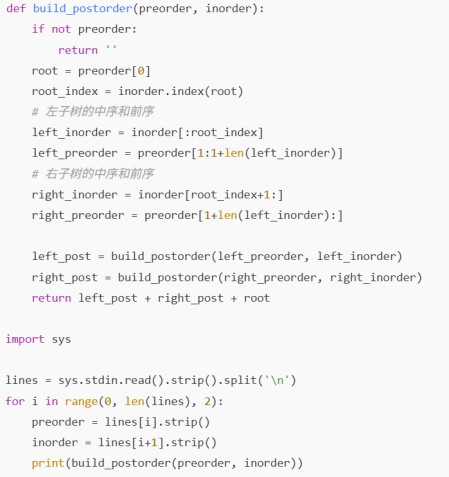 def build_postorder(preorder, inorder):
    if not preorder:
        return ''
    root = preorder[0]
    root_index = inorder.index(root)
    # 左子树的中序和前序
    left_inorder = inorder[:root_index]
    left_preorder = preorder[1:1+len(left_inorder)]
    # 右子树的中序和前序
    right_inorder = inorder[root_index+1:]
    right_preorder = preorder[1+len(left_inorder):]

    left_post = build_postorder(left_preorder, left_inorder)
    right_post = build_postorder(right_preorder, right_inorder)
    return left_post + right_post + root

import sys

lines = sys.stdin.read().strip().split('\n')
for i in range(0, len(lines), 2):
    preorder = lines[i].strip()
    inorder = lines[i+1].strip()
    print(build_postorder(preorder, inorder))